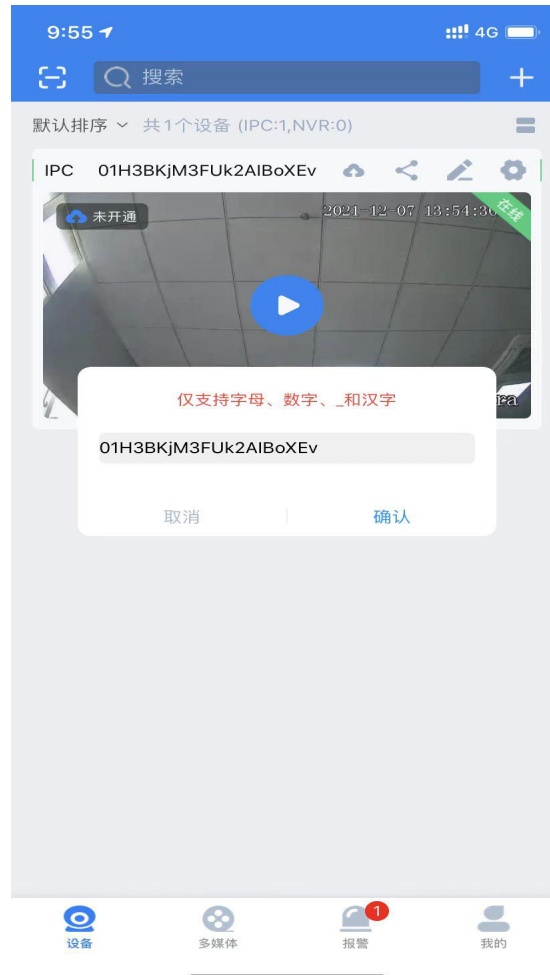 9:55
4G
搜索
默认排序 共1个设备 (IPC:1,NVR:0)
IPC 01H3BKjM3FUk2AIBoXEv
未开通
2021-12-07 13:54:36
在线
仅支持字母、数字、_和汉字
ra
01H3BKjM3FUk2AIBoXEv
取消 确认
1
设备 多媒体 报警 我的